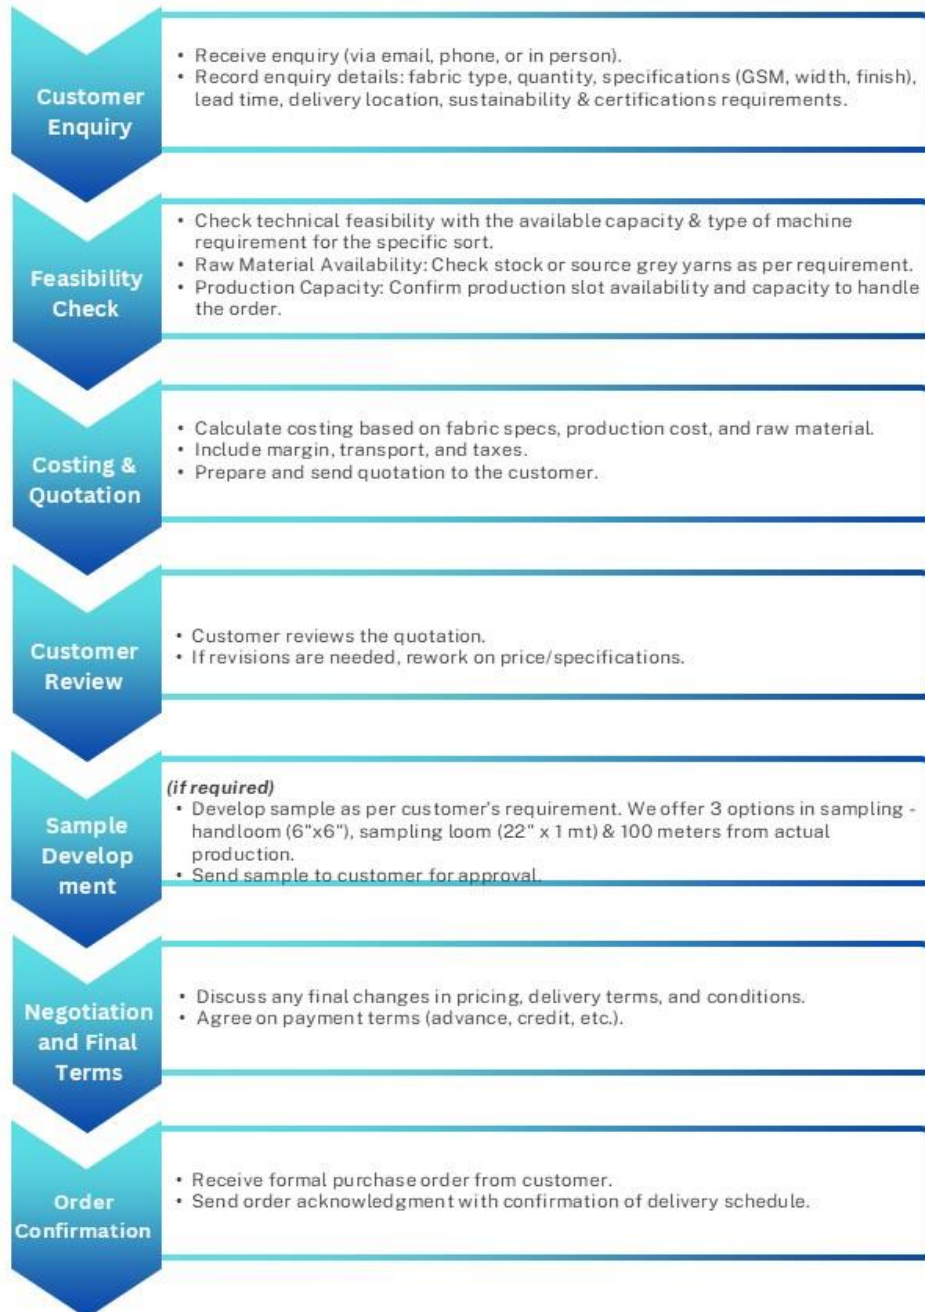 Customer
Enquiry
• Receive enquiry (via email, phone, or in person).
• Record enquiry details: fabric type, quantity, specifications (GSM, width, finish),
lead time, delivery location, sustainability & certifications requirements.
Feasibility
Check
• Check technical feasibility with the available capacity & type of machine
requirement for the specific sort.
• Raw Material Availability: Check stock or source grey yarns as per requirement.
• Production Capacity: Confirm production slot availability and capacity to handle
the order.
Costing &
Quotation
• Calculate costing based on fabric specs, production cost, and raw material.
• Include margin, transport, and taxes.
• Prepare and send quotation to the customer.
Customer
Review
• Customer reviews the quotation.
• If revisions are needed, rework on price/specifications.
Sample
Develop
ment
(if required)
• Develop sample as per customer's requirement. We offer 3 options in sampling -
handloom (6"x6"), sampling loom (22" x 1 mt) & 100 meters from actual
production.
• Send sample to customer for approval.
Negotiation
and Final
Terms
• Discuss any final changes in pricing, delivery terms, and conditions.
• Agree on payment terms (advance, credit, etc.).
Order
Confirmation
• Receive formal purchase order from customer.
• Send order acknowledgment with confirmation of delivery schedule.